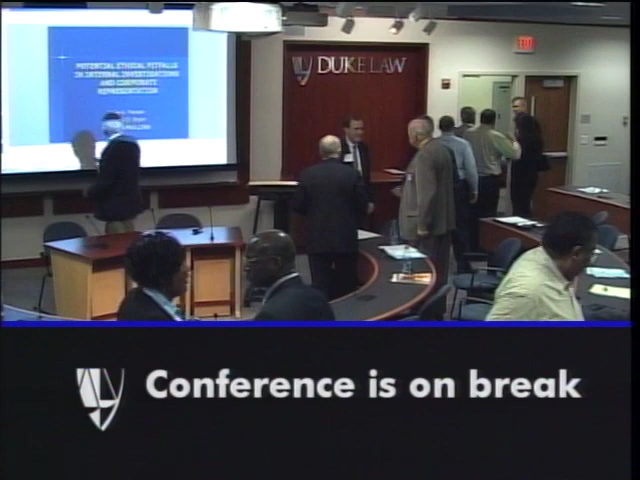 POTENTIAL ETHICAL PITFALLS
IN INTERNAL INVESTIGATIONS
AND CORPORATE
REPRESENTATION
DUKE LAW
EXIT
Conference is on break